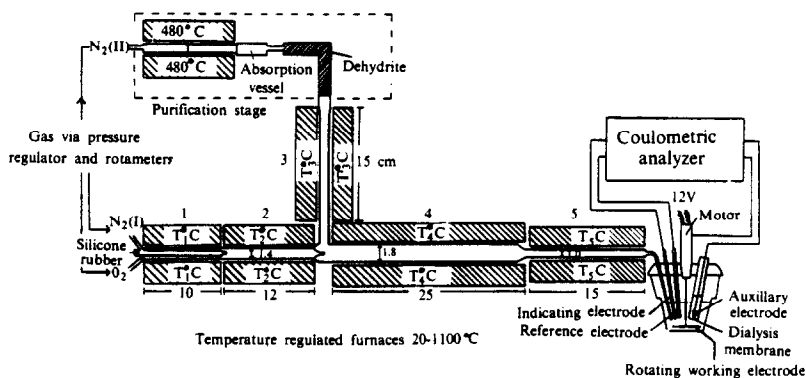 480° C
N₂(II)
480° C
Absorption
vessel
Dehydrite
Purification stage
Gas via pressure
regulator and rotameters
3
T₃°C
T₃°C
15 cm
Coulometric
analyzer
12V
Motor
N₂(I)
Silicone
rubber
O₂
1
T₁°C
T₁°C
10
2
T₂°C
1.4
T₂°C
12
4
T₄°C
1.8
T₄°C
25
5
T₅°C
T₅°C
15
Indicating electrode
Reference electrode
Auxillary
electrode
Dialysis
membrane
Rotating working electrode
Temperature regulated furnaces 20-1100°C